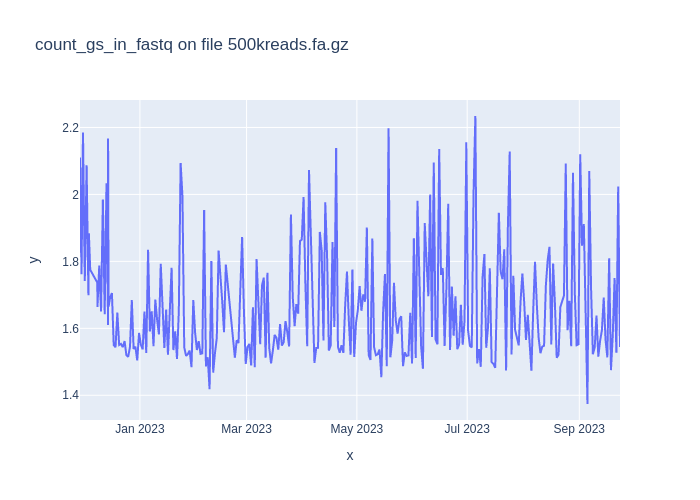 count_gs_in_fastq on file 500kreads.fa.gz
2.2
2
1.8
1.6
1.4
y
Jan 2023
Mar 2023
May 2023
Jul 2023
Sep 2023
x